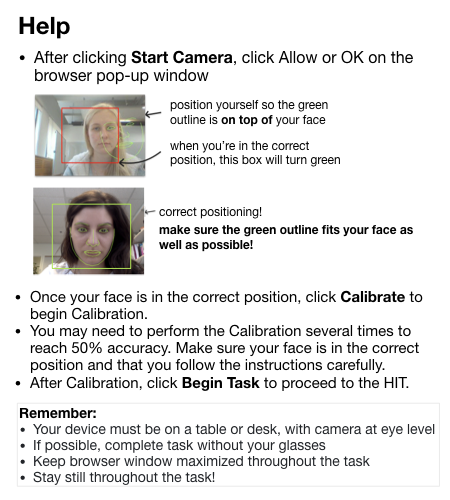 Help
• After clicking Start Camera, click Allow or OK on the
browser pop-up window
position yourself so the green
outline is on top of your face
when you're in the correct
position, this box will turn green
correct positioning!
make sure the green outline fits your face as
well as possible!
• Once your face is in the correct position, click Calibrate to
begin Calibration.
• You may need to perform the Calibration several times to
reach 50% accuracy. Make sure your face is in the correct
position and that you follow the instructions carefully.
• After Calibration, click Begin Task to proceed to the HIT.
Remember:
• Your device must be on a table or desk, with camera at eye level
• If possible, complete task without your glasses
• Keep browser window maximized throughout the task
• Stay still throughout the task!